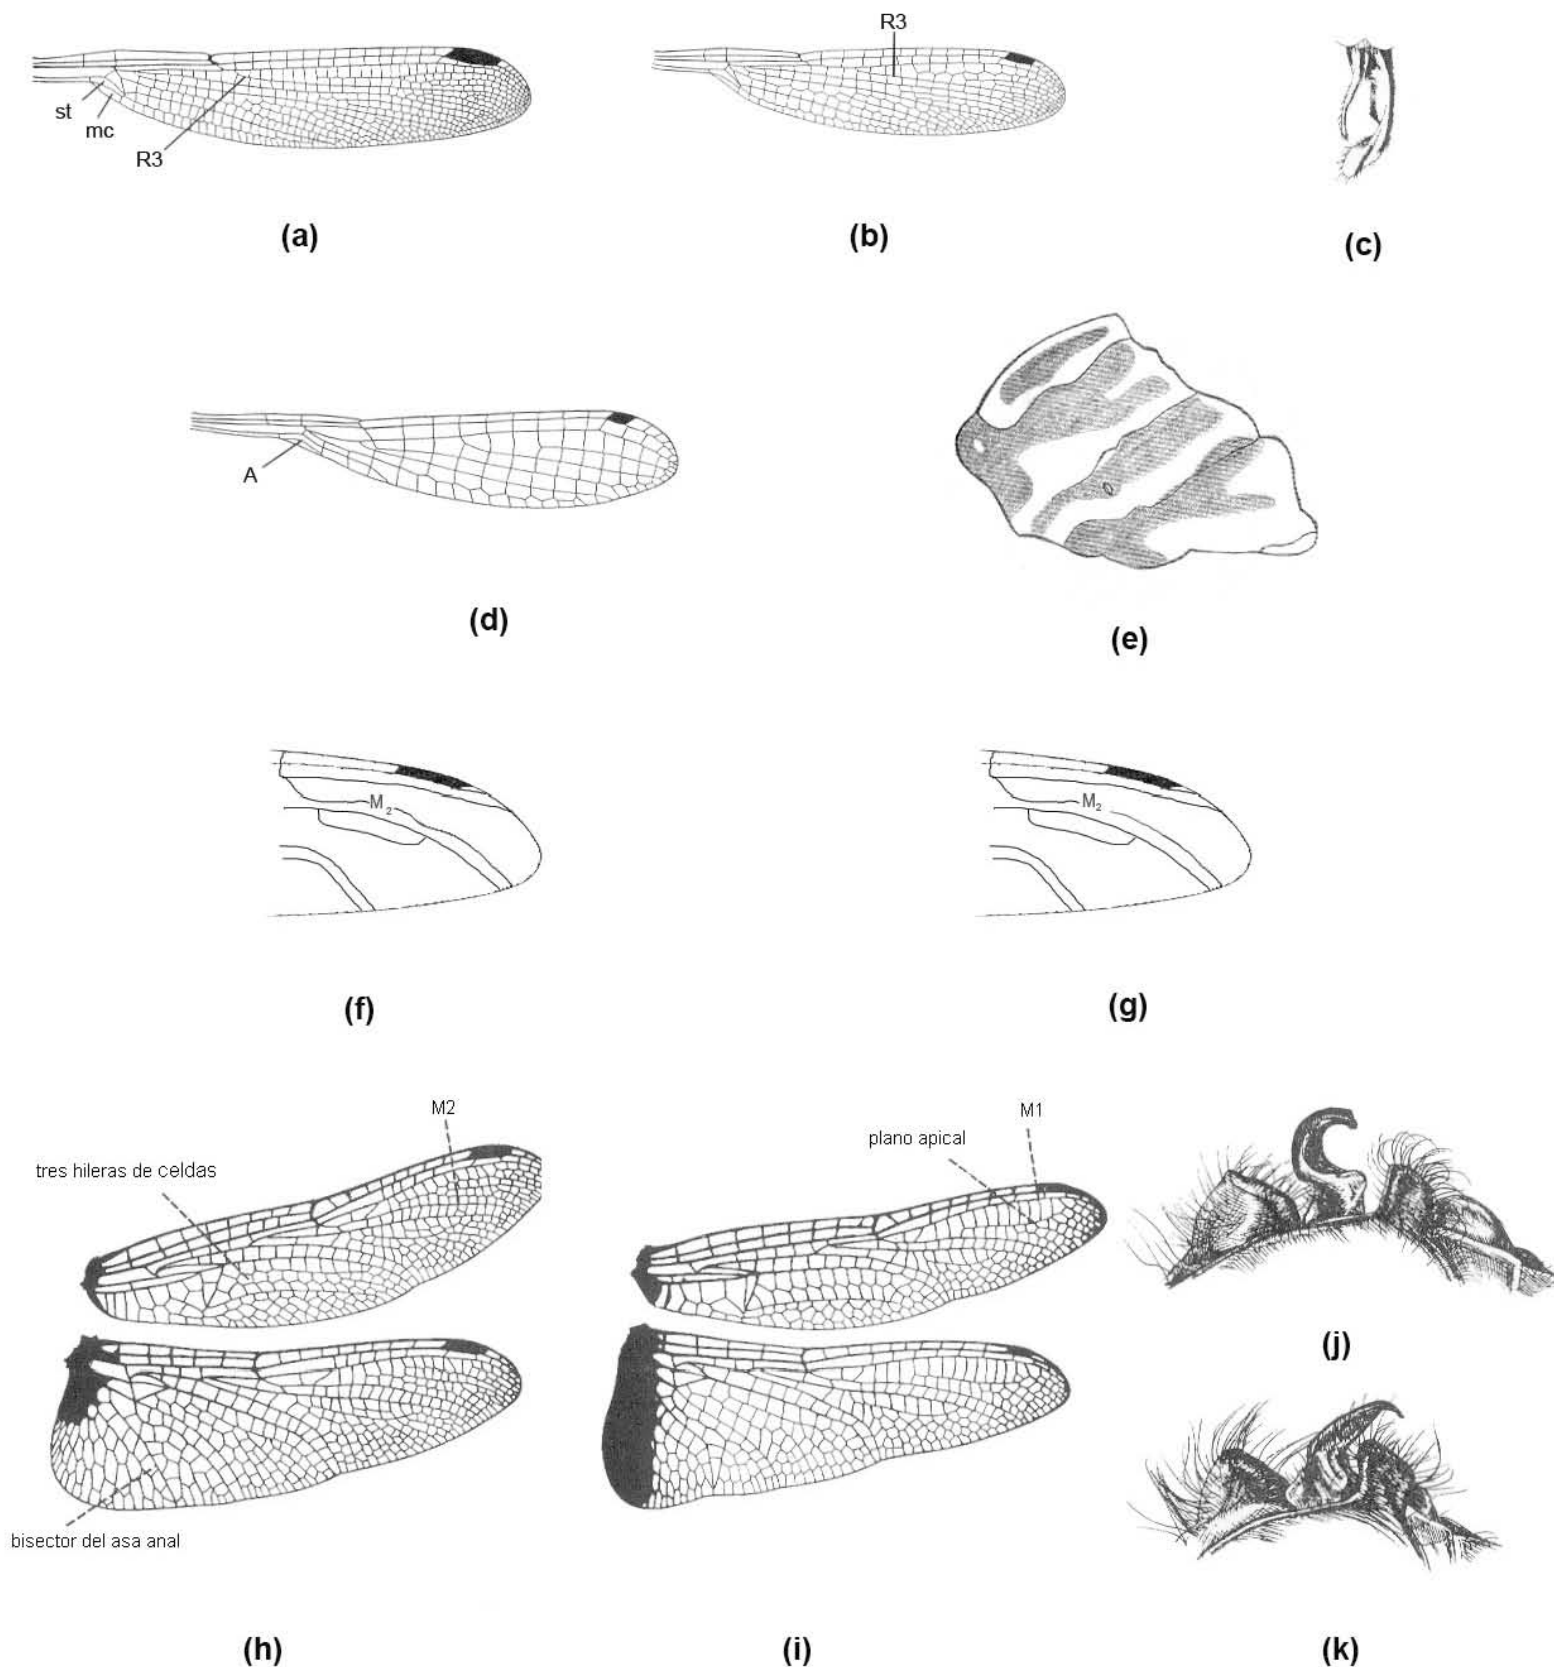 R3
st
mc
R3
(a)
(b)
(c)
A
(d)
(e)
M2
M2
(f)
(g)
M2
tres hileras de celdas
M1
plano apical
(j)
bisector del asa anal
(h)
(i)
(k)